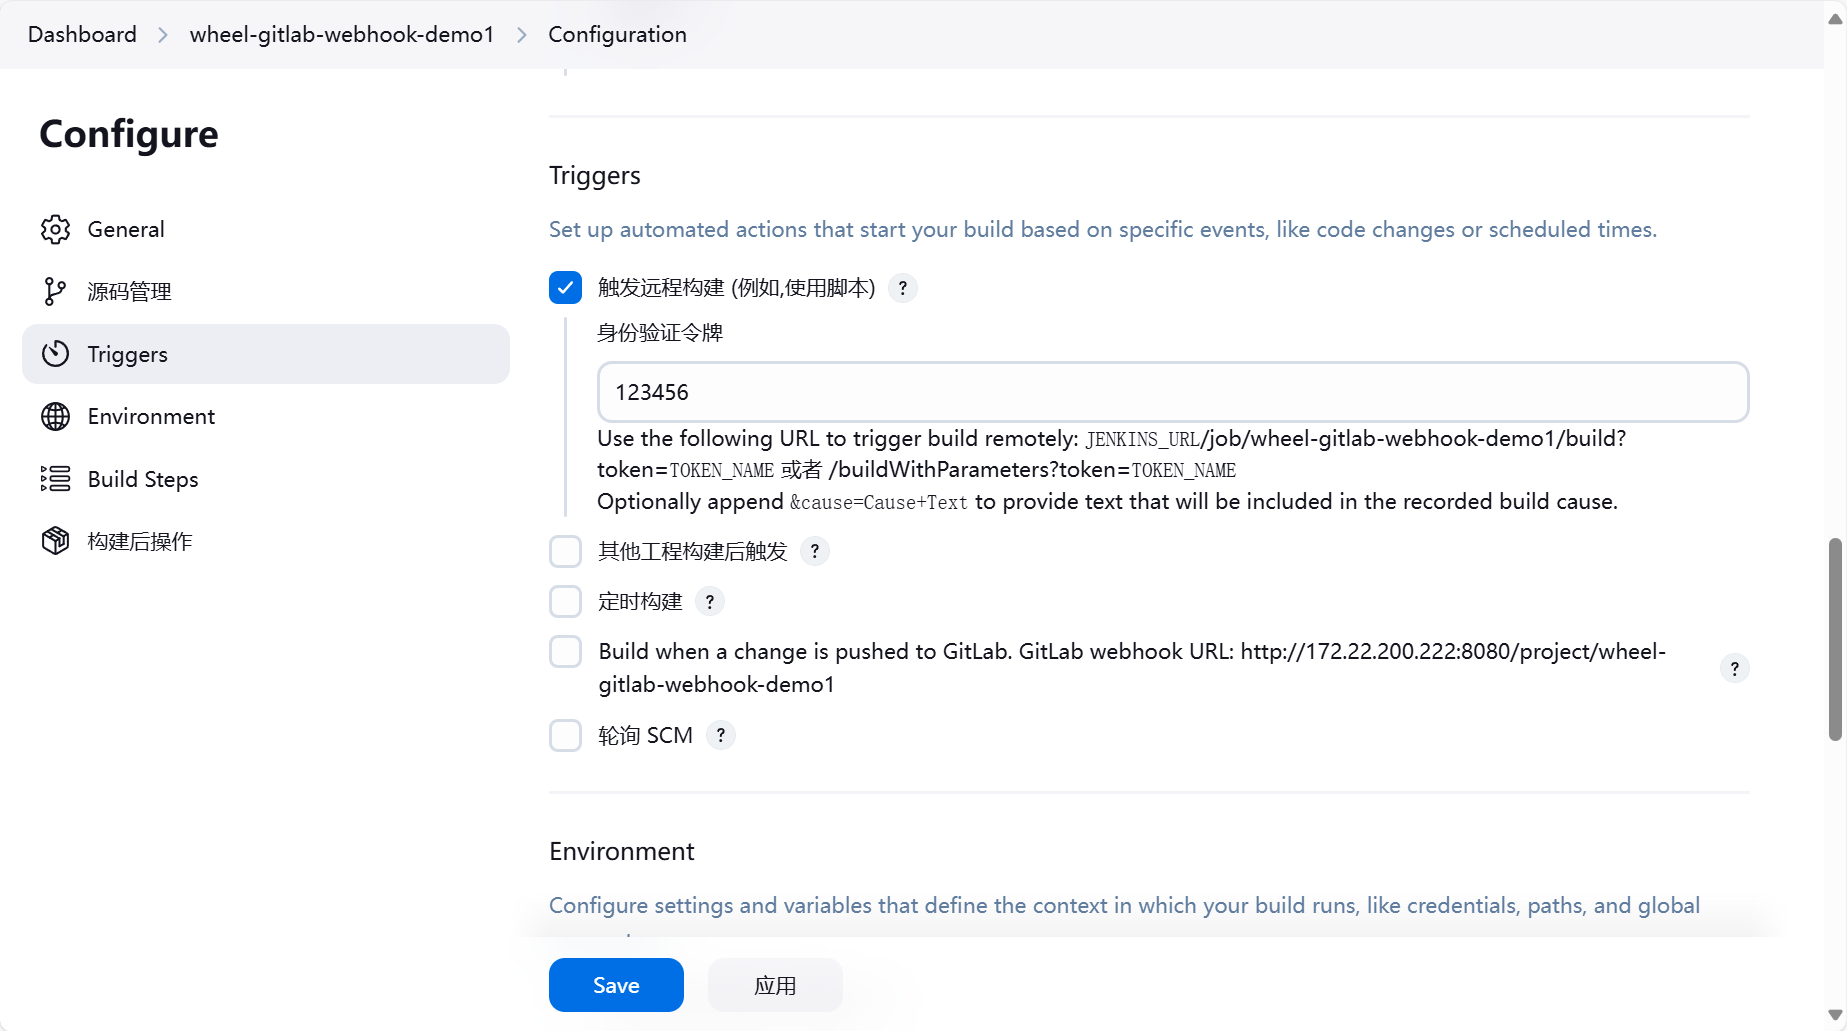 Dashboard > wheel-gitlab-webhook-demo1 > Configuration
Configure
General
源码管理
Triggers
Environment
Build Steps
构建后操作
Triggers
Set up automated actions that start your build based on specific events, like code changes or scheduled times.
触发远程构建 (例如,使用脚本) ?
身份验证令牌
123456
Use the following URL to trigger build remotely: JENKINS_URL/job/wheel-gitlab-webhook-demo1/build?
token=TOKEN_NAME 或者 /buildWithParameters?token=TOKEN_NAME
Optionally append &cause=Cause+Text to provide text that will be included in the recorded build cause.
其他工程构建后触发 ?
定时构建 ?
Build when a change is pushed to GitLab. GitLab webhook URL: http://172.22.200.222:8080/project/wheel-
gitlab-webhook-demo1 ?
轮询 SCM ?
Environment
Configure settings and variables that define the context in which your build runs, like credentials, paths, and global
Save
应用